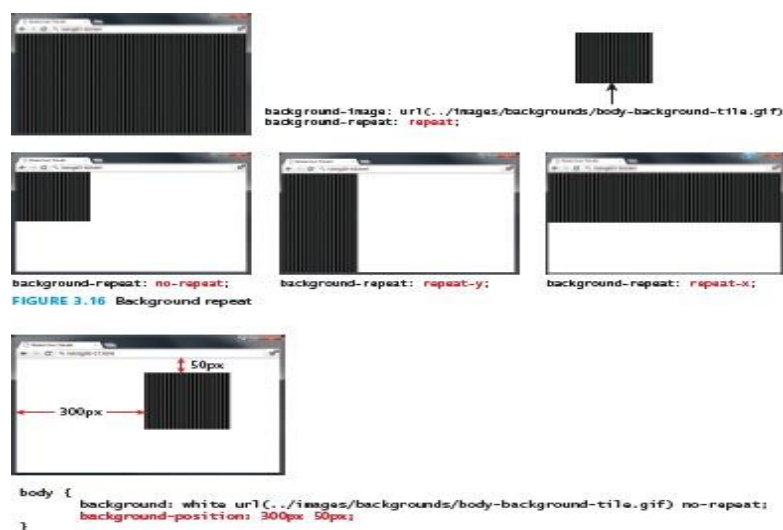 background-image: url(../images/backgrounds/body-background-tile.gif)
background-repeat: repeat;
background-repeat: no-repeat;
background-repeat: repeat-y;
background-repeat: repeat-x;
FIGURE 3.16 Background repeat
50px
300px
body {
background: white url(../images/backgrounds/body-background-tile.gif) no-repeat;
background-position: 300px 50px;
}